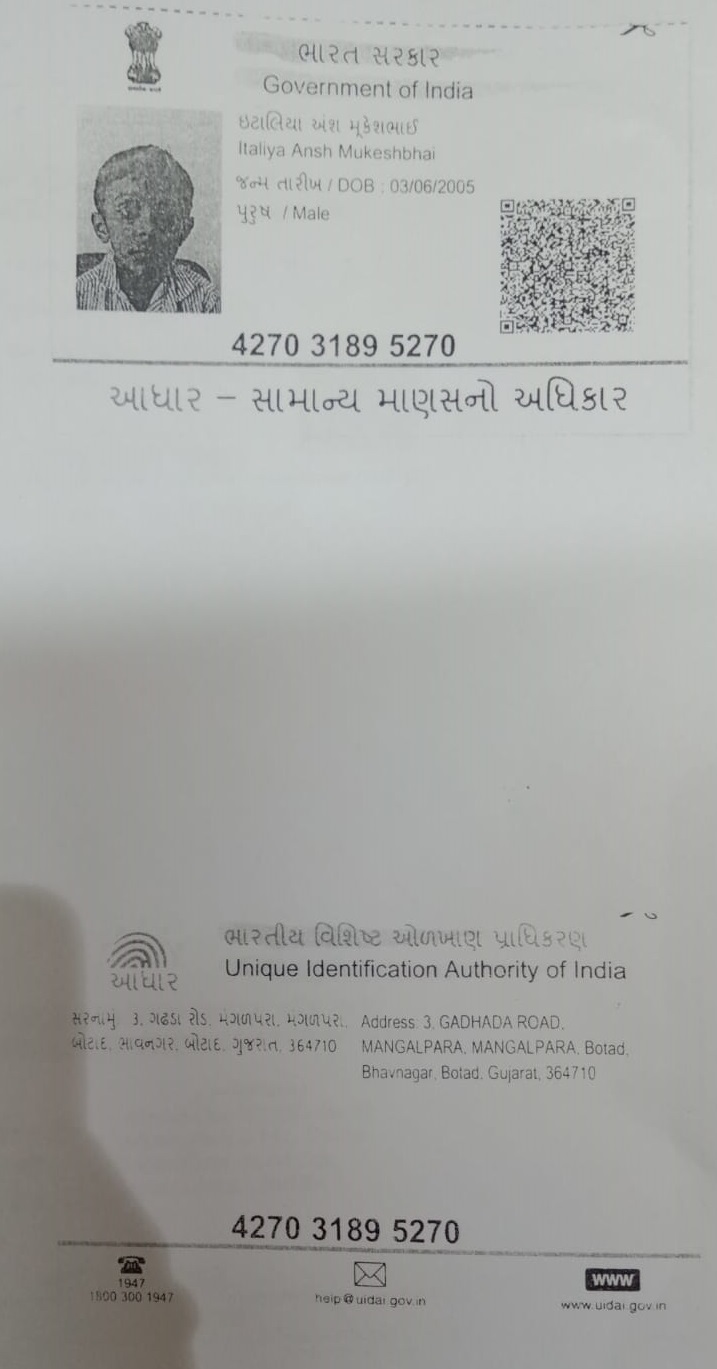 ભારત સરકાર
Government of India
ઇટાલિયા અંશ મૂકેશભાઈ
Italiya Ansh Mukeshbhai
જન્મ તારીખ / DOB : 03/06/2005
પુરુષ / Male
4270 3189 5270
આધાર – સામાન્ય માણસનો અધિકાર
ભારતીય વિશિષ્ટ ઓળખાણ પ્રાધિકરણ
આધાર
Unique Identification Authority of India
સરનામુ 3, ગઢડા રોડ, મંગળપરા, મંગળપરા,
બોટાદ, ભાવનગર, બોટાદ, ગુજરાત, 364710
Address: 3, GADHADA ROAD,
MANGALPARA, MANGALPARA, Botad,
Bhavnagar, Botad, Gujarat, 364710
4270 3189 5270
1947
1800 300 1947
help@uidai.gov.in
www
www.uidai.gov.in